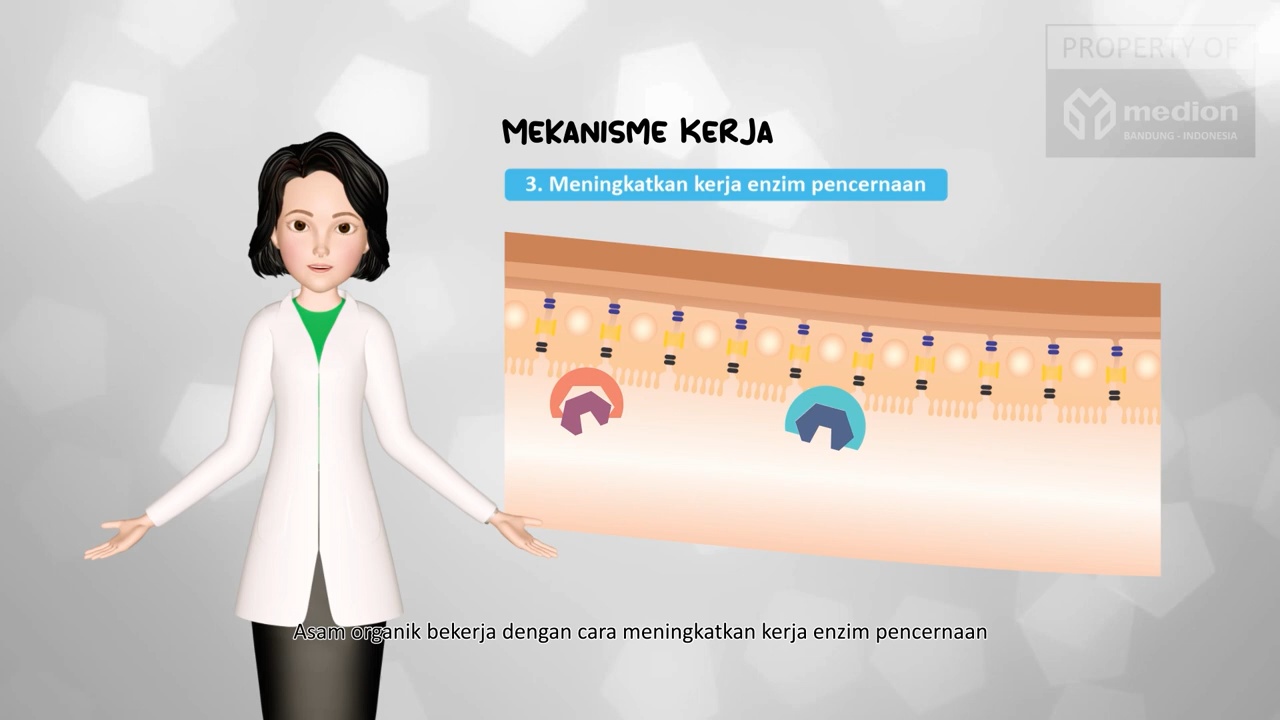 PROPERTY OF
medion
BANDUNG - INDONESIA
MEKANISME KERJA
3. Meningkatkan kerja enzim pencernaan
Asam organik bekerja dengan cara meningkatkan kerja enzim pencernaan